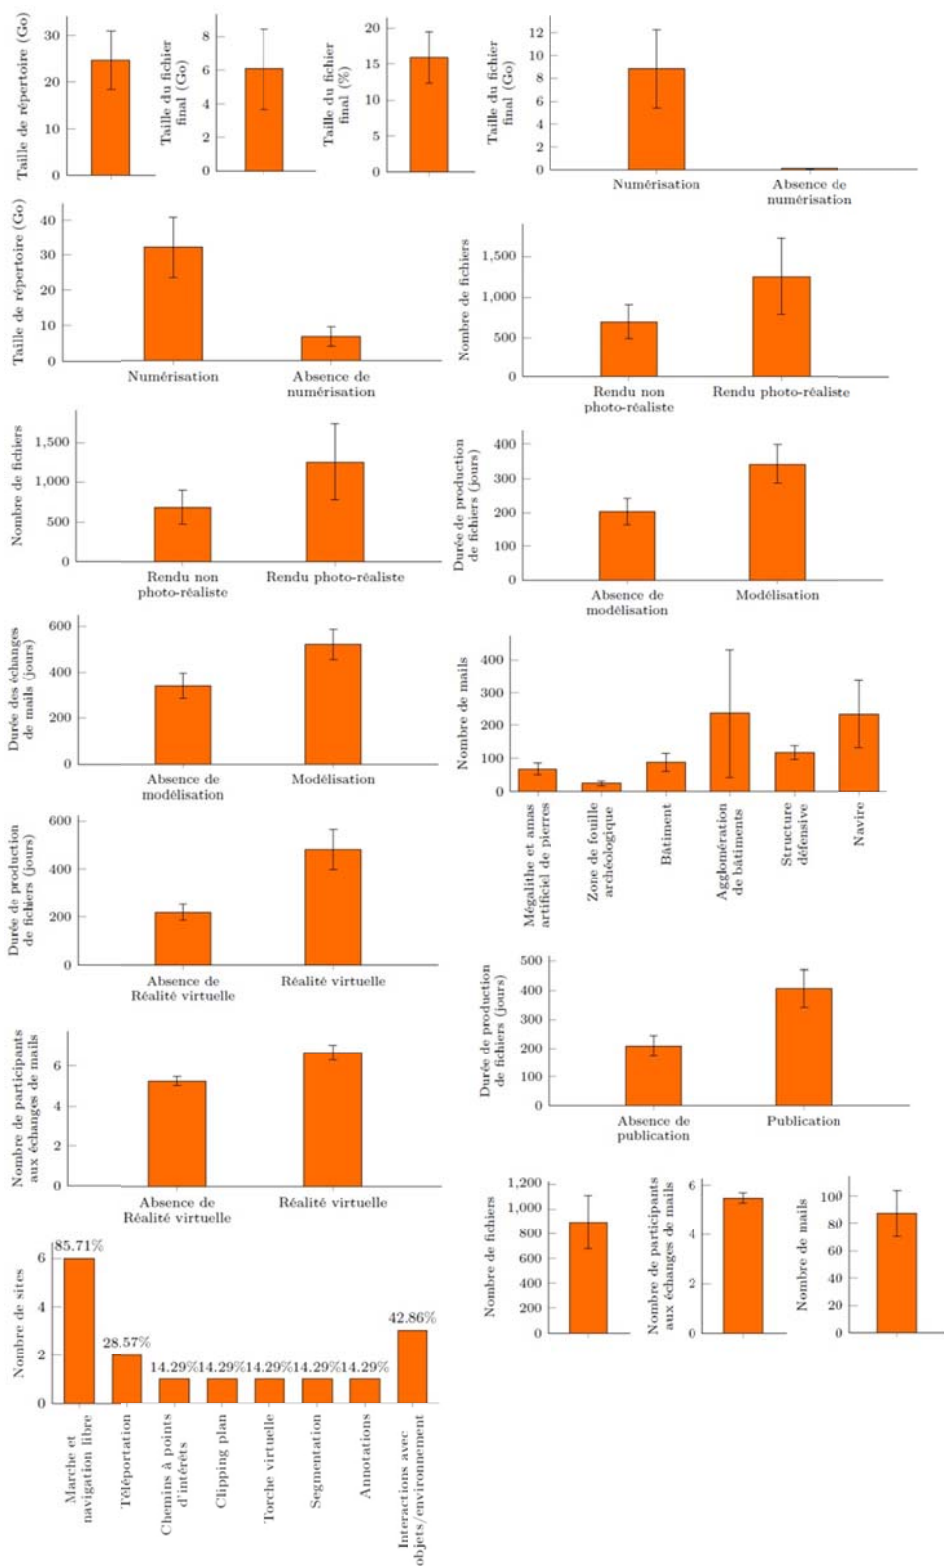 Taille de répertoire (Go)
30
20
10
0
Taille du fichier
final (Go)
8
6
4
2
0
Taille du fichier
final (%)
20
15
10
5
0
Taille du fichier
final (Go)
12
10
8
6
4
2
0
Numérisation
Absence de
numérisation
Taille de répertoire (Go)
40
30
20
10
0
Numérisation
Absence de
numérisation
Nombre de fichiers
1,500
1,000
500
0
Rendu non
photo-réaliste
Rendu photo-réaliste
Nombre de fichiers
1,500
1,000
500
0
Rendu non
photo-réaliste
Rendu photo-réaliste
Durée de production
de fichiers (jours)
400
300
200
100
0
Absence de
modélisation
Modélisation
Durée des échanges
de mails (jours)
600
400
200
0
Absence de
modélisation
Modélisation
Nombre de mails
400
300
200
100
0
Mégalithe et amas
artificiel de pierres
Zone de fouille
archéologique
Bâtiment
Agglomération
de bâtiments
Structure
défensive
Navire
Durée de production
de fichiers (jours)
600
400
200
0
Absence de
Réalité virtuelle
Réalité virtuelle
Durée de production
de fichiers (jours)
500
400
300
200
100
0
Absence de
publication
Publication
Nombre de participants
aux échanges de mails
6
4
2
0
Absence de
Réalité virtuelle
Réalité virtuelle
Nombre de fichiers
1,200
1,000
800
600
400
200
0
Nombre de participants
aux échanges de mails
6
4
2
0
Nombre de mails
100
80
60
40
20
0
Nombre de sites
6
4
2
0
85.71%
28.57%
14.29%
14.29%
14.29%
14.29%
14.29%
42.86%
Marche et
navigation libre
Téléportation
Chemins à points
d'intérêts
Clipping plan
Torche virtuelle
Segmentation
Annotations
Interactions avec
objets/environnement